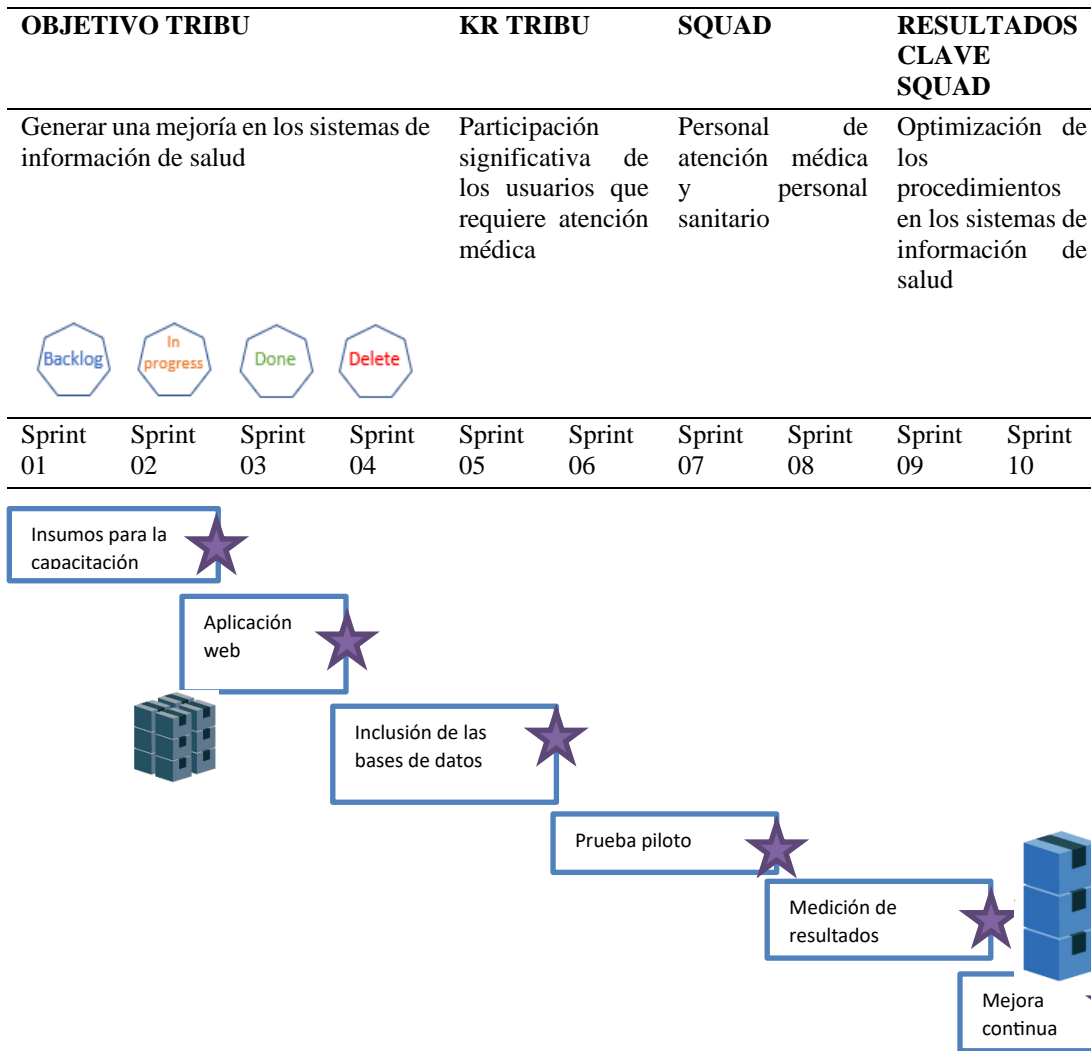 OBJETIVO TRIBU
KR TRIBU
SQUAD
RESULTADOS
CLAVE
SQUAD
Generar una mejoría en los sistemas de
información de salud
Participación
significativa de
los usuarios que
requiere atención
médica
Personal de
atención médica
y personal
sanitario
Optimización de
los
procedimientos
en los sistemas de
información de
salud
Backlog
In
progress
Done
Delete
Sprint
01
Sprint
02
Sprint
03
Sprint
04
Sprint
05
Sprint
06
Sprint
07
Sprint
08
Sprint
09
Sprint
10
Insumos para la
capacitación
Aplicación
web
Inclusión de las
bases de datos
Prueba piloto
Medición de
resultados
Mejora
continua